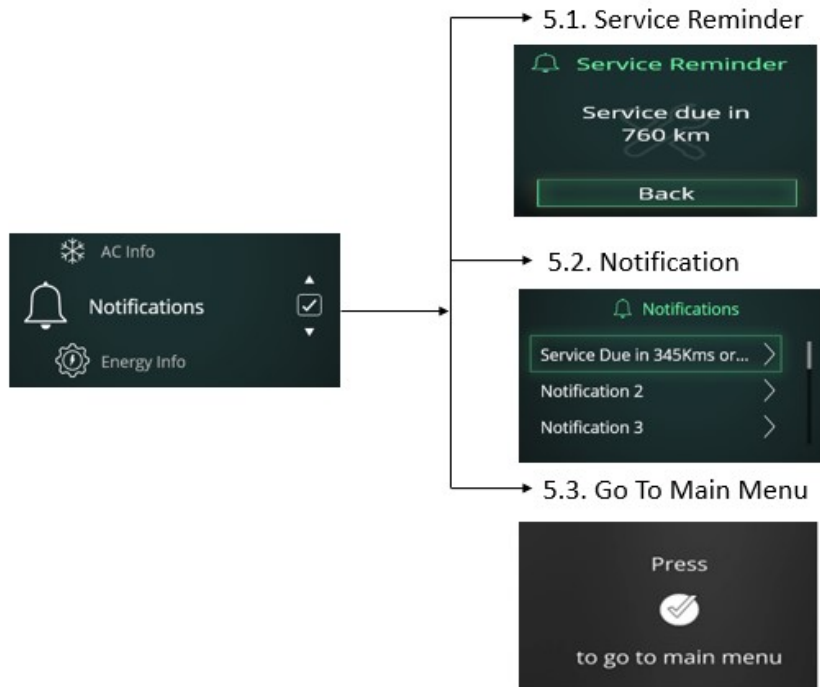 5.1. Service Reminder
Service Reminder
Service due in
760 km
Back
AC Info
Notifications
Energy Info
5.2. Notification
Notifications
Service Due in 345Kms or...
Notification 2
Notification 3
5.3. Go To Main Menu
Press
to go to main menu